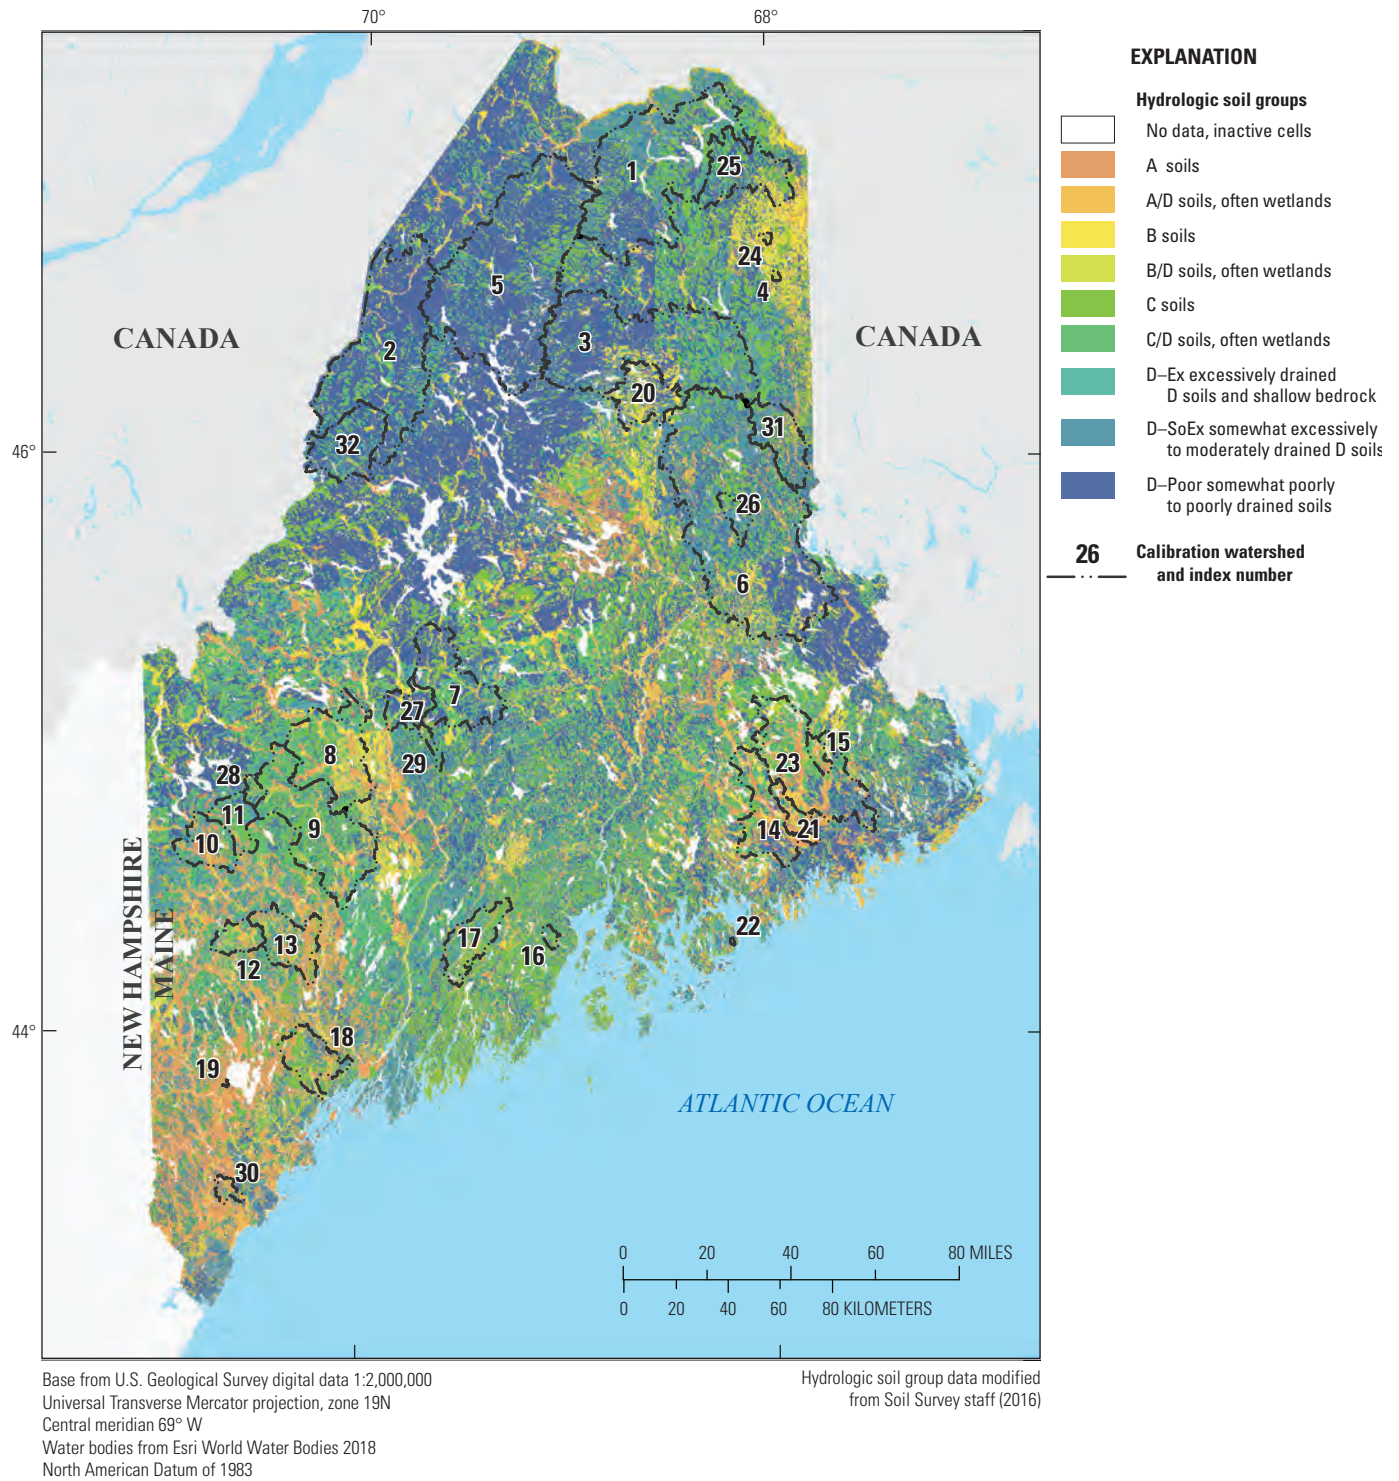 70°
68°
EXPLANATION
Hydrologic soil groups
No data, inactive cells
A soils
A/D soils, often wetlands
B soils
B/D soils, often wetlands
C soils
C/D soils, often wetlands
D–Ex excessively drained
D soils and shallow bedrock
D–SoEx somewhat excessively
to moderately drained D soils
D–Poor somewhat poorly
to poorly drained soils
26
Calibration watershed
and index number
1
25
24
4
5
CANADA
CANADA
2
3
20
31
46°
32
26
6
7
27
8
29
15
23
28
11
9
10
14
21
NEW HAMPSHIRE
MAINE
17
22
13
16
12
44°
18
19
ATLANTIC OCEAN
30
0 20 40 60 80 MILES
0 20 40 60 80 KILOMETERS
Base from U.S. Geological Survey digital data 1:2,000,000
Universal Transverse Mercator projection, zone 19N
Central meridian 69° W
Water bodies from Esri World Water Bodies 2018
North American Datum of 1983
Hydrologic soil group data modified
from Soil Survey staff (2016)